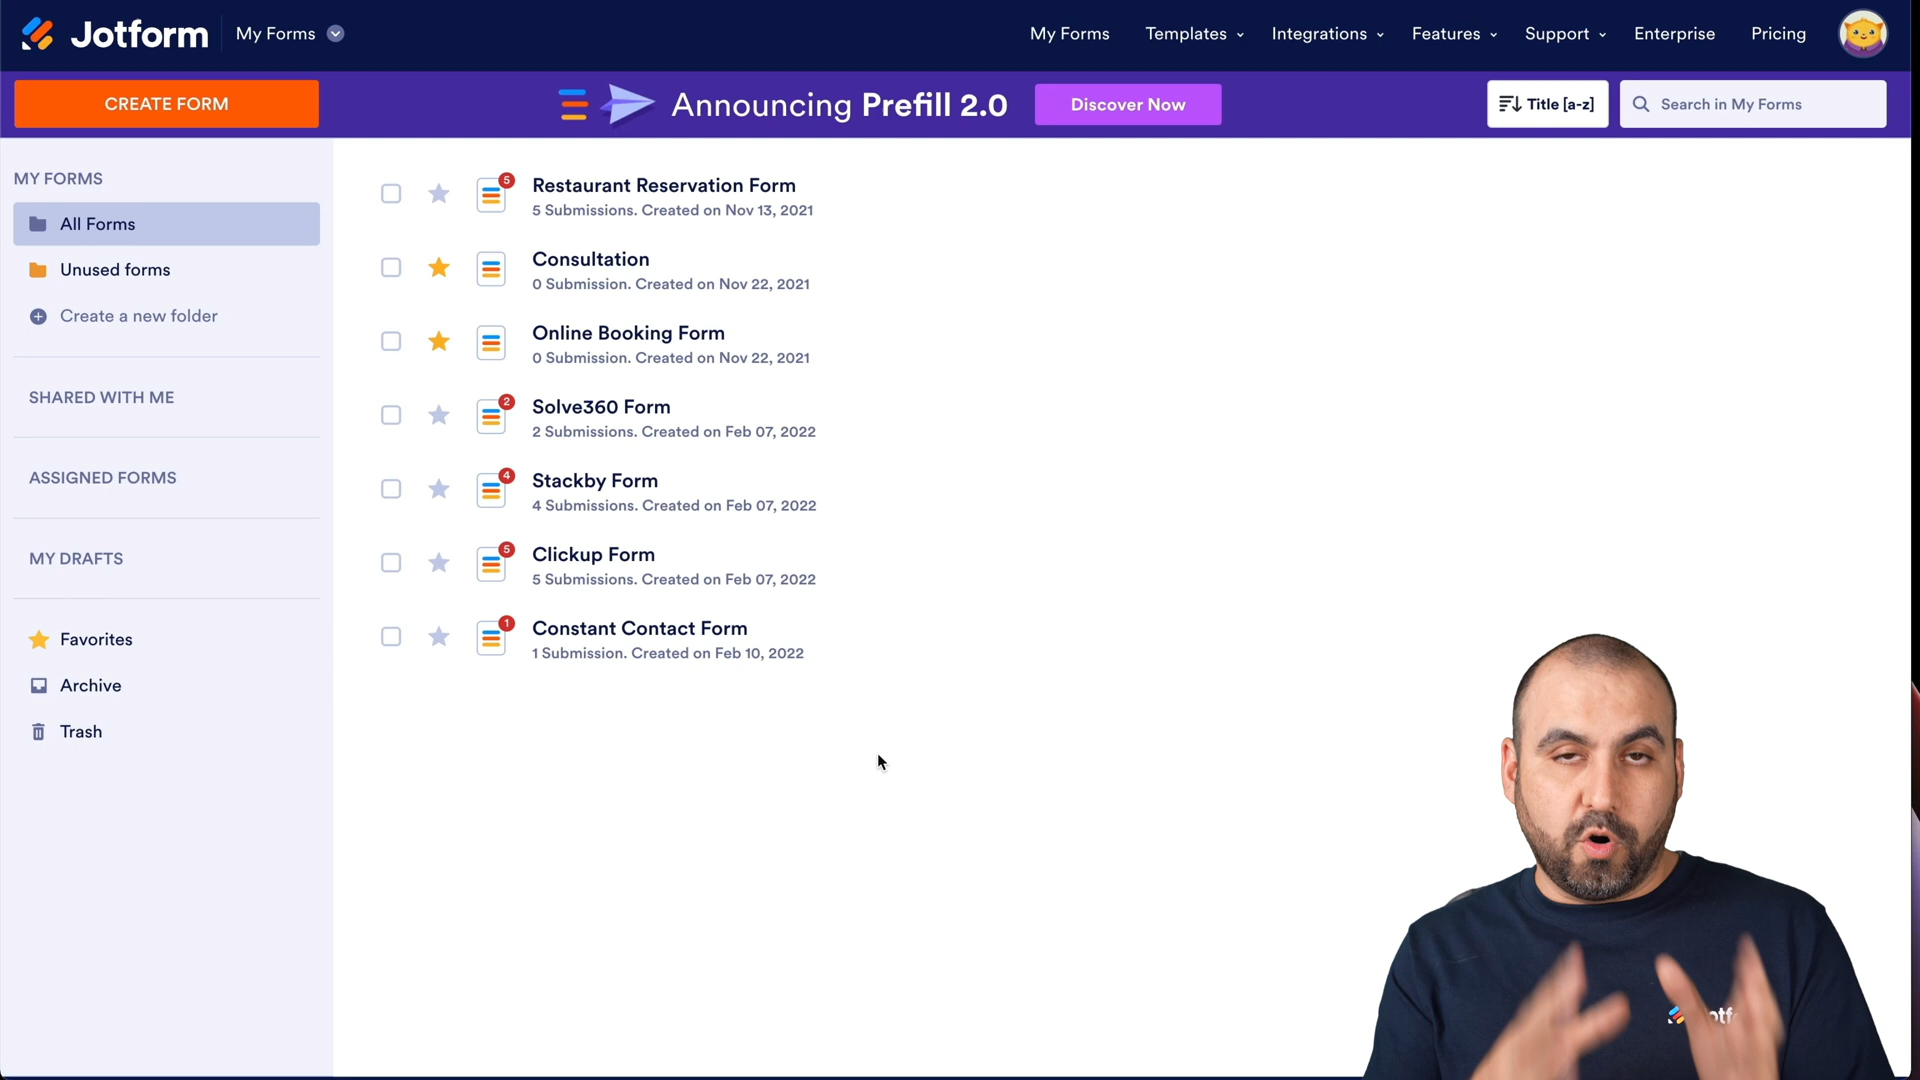 Jotform
My Forms
My Forms
Templates
Integrations
Features
Support
Enterprise
Pricing
CREATE FORM
Announcing Prefill 2.0
Discover Now
Title [a-z]
Search in My Forms
MY FORMS
All Forms
Unused forms
Create a new folder
SHARED WITH ME
ASSIGNED FORMS
MY DRAFTS
Favorites
Archive
Trash
5
Restaurant Reservation Form
5 Submissions. Created on Nov 13, 2021
Consultation
0 Submission. Created on Nov 22, 2021
Online Booking Form
0 Submission. Created on Nov 22, 2021
2
Solve360 Form
2 Submissions. Created on Feb 07, 2022
4
Stackby Form
4 Submissions. Created on Feb 07, 2022
5
Clickup Form
5 Submissions. Created on Feb 07, 2022
1
Constant Contact Form
1 Submission. Created on Feb 10, 2022